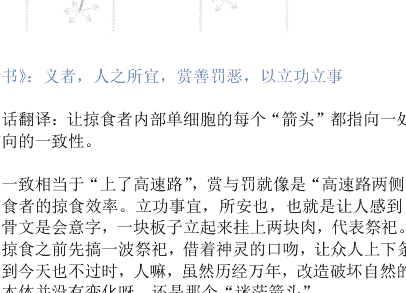 书》：义者，人之所宜，赏善罚恶，以立功立事
话翻译：让掠食者内部单细胞的每个“箭头”都指向一处
向的一致性。
一致相当于“上了高速路”，赏与罚就像是“高速路两侧
食者的掠食效率。立功事宜，所安也，也就是让人感到
骨文是会意字，一块板子立起来挂上两块肉，代表祭祀。
掠食之前先搞一波祭祀，借着神灵的口吻，让众人上下条
到今天也不过时，人嘛，虽然历经万年，改造破坏自然的
本体并没有变化呀，还是那个“迷茫箭头”